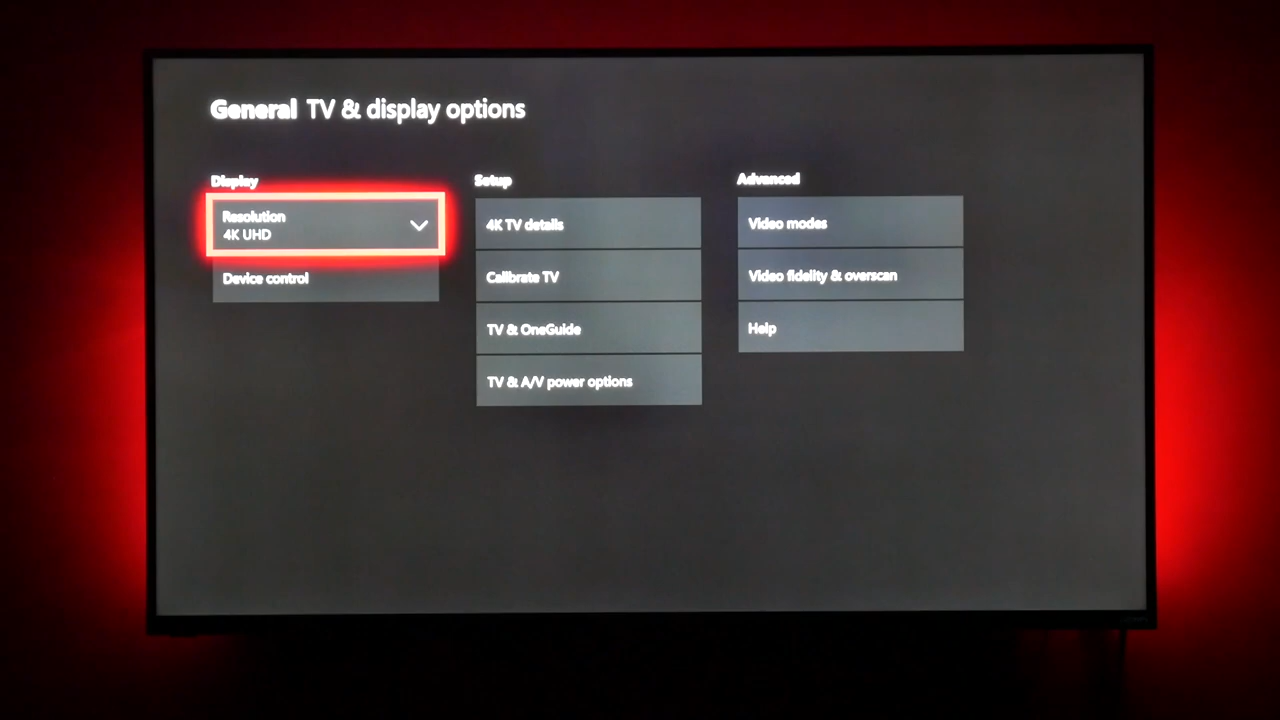 General TV & display options
Display
Resolution
4K UHD
Device control
Setup
4K TV details
Calibrate TV
TV & OneGuide
TV & A/V power options
Advanced
Video modes
Video fidelity & overscan
Help